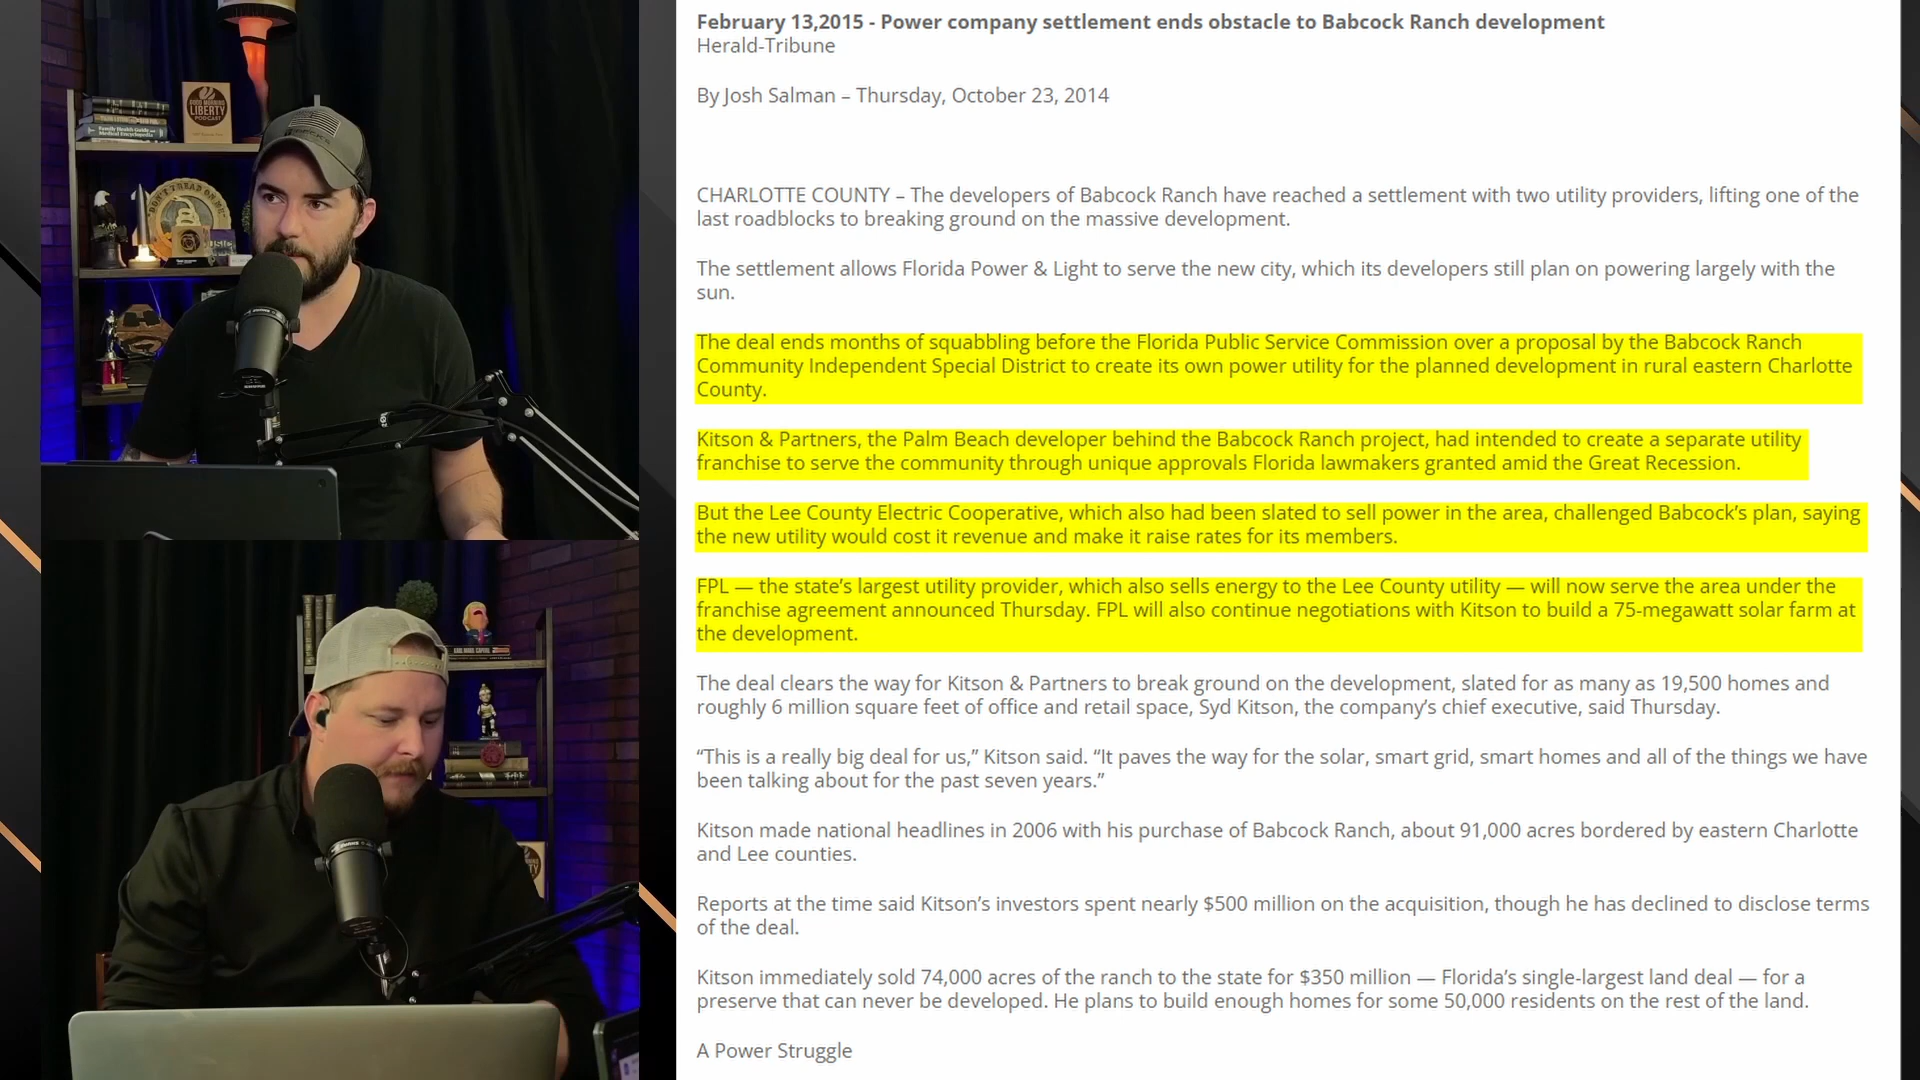 GOOD MORNING
LIBERTY
PODCAST
Family Health Guide and
Medical Encyclopedia
DON'T TREAD ON ME
February 13,2015 - Power company settlement ends obstacle to Babcock Ranch development
Herald-Tribune
By Josh Salman – Thursday, October 23, 2014
CHARLOTTE COUNTY – The developers of Babcock Ranch have reached a settlement with two utility providers, lifting one of the
last roadblocks to breaking ground on the massive development.
The settlement allows Florida Power & Light to serve the new city, which its developers still plan on powering largely with the
sun.
The deal ends months of squabbling before the Florida Public Service Commission over a proposal by the Babcock Ranch
Community Independent Special District to create its own power utility for the planned development in rural eastern Charlotte
County.
Kitson & Partners, the Palm Beach developer behind the Babcock Ranch project, had intended to create a separate utility
franchise to serve the community through unique approvals Florida lawmakers granted amid the Great Recession.
But the Lee County Electric Cooperative, which also had been slated to sell power in the area, challenged Babcock’s plan, saying
the new utility would cost it revenue and make it raise rates for its members.
FPL — the state’s largest utility provider, which also sells energy to the Lee County utility — will now serve the area under the
franchise agreement announced Thursday. FPL will also continue negotiations with Kitson to build a 75-megawatt solar farm at
the development.
The deal clears the way for Kitson & Partners to break ground on the development, slated for as many as 19,500 homes and
roughly 6 million square feet of office and retail space, Syd Kitson, the company’s chief executive, said Thursday.
“This is a really big deal for us,” Kitson said. “It paves the way for the solar, smart grid, smart homes and all of the things we have
been talking about for the past seven years.”
Kitson made national headlines in 2006 with his purchase of Babcock Ranch, about 91,000 acres bordered by eastern Charlotte
and Lee counties.
Reports at the time said Kitson’s investors spent nearly $500 million on the acquisition, though he has declined to disclose terms
of the deal.
Kitson immediately sold 74,000 acres of the ranch to the state for $350 million — Florida’s single-largest land deal — for a
preserve that can never be developed. He plans to build enough homes for some 50,000 residents on the rest of the land.
A Power Struggle